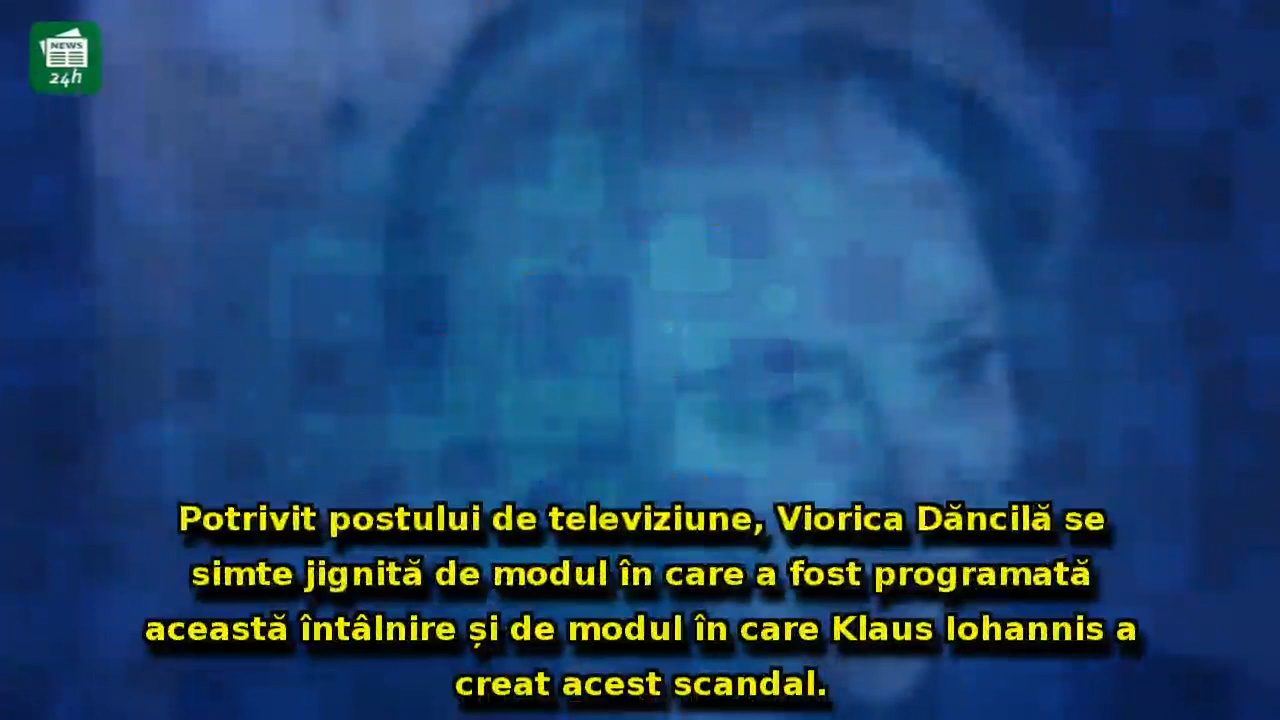 NEWS
24h
Potrivit postului de televiziune, Viorica Dăncilă se
simte jignită de modul în care a fost programată
această întâlnire și de modul în care Klaus Iohannis a
creat acest scandal.